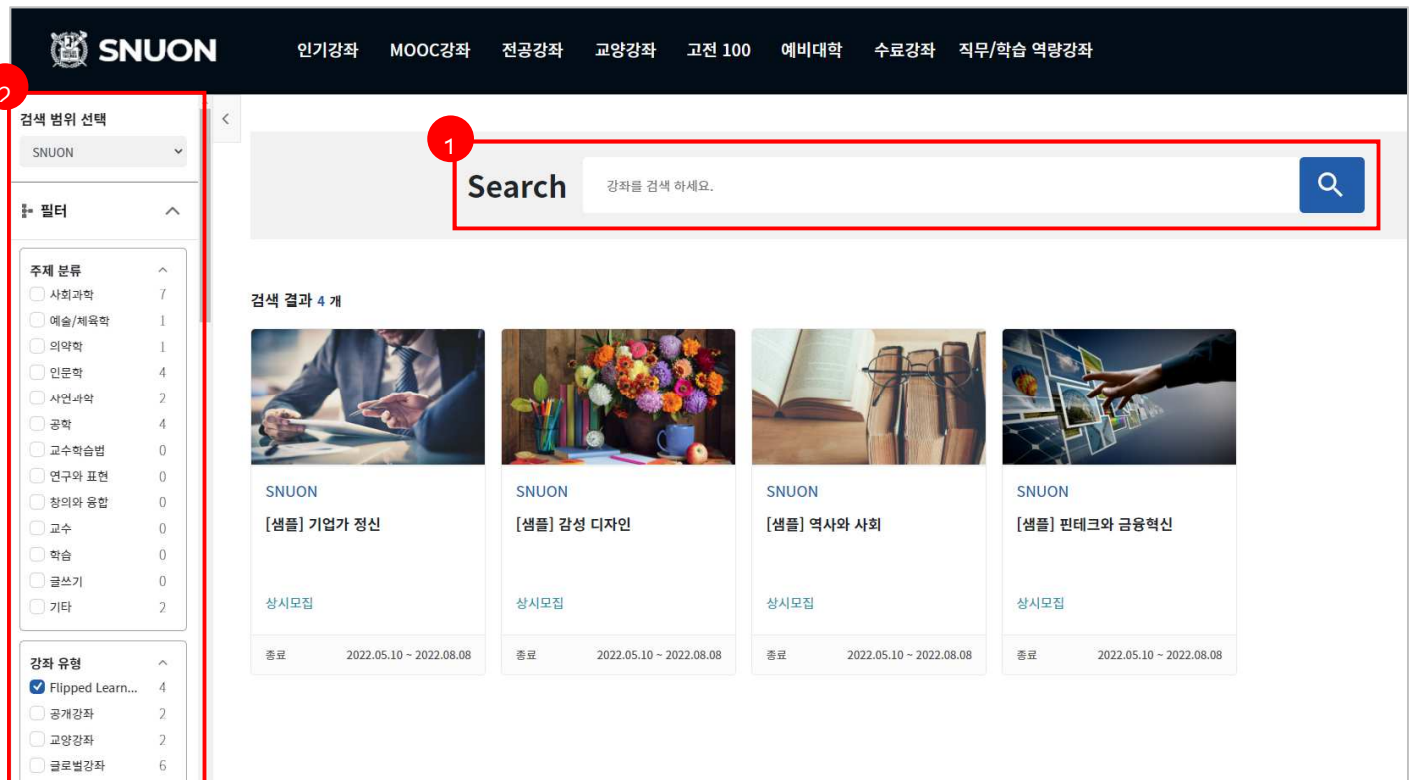 SNUON
인기강좌 MOOC강좌 전공강좌 교양강좌 고전 100 예비대학 수료강좌 직무/학습 역량강좌
검색 범위 선택
SNUON
필터
주제 분류
사회과학 7
예술/체육학 1
의약학 1
인문학 4
자연과학 2
공학 4
교수학습법 0
연구와 표현 0
창의와 융합 0
교수 0
학습 0
글쓰기 0
기타 2
강좌 유형
Flipped Learn... 4
공개강좌 2
교양강좌 2
글로벌강좌 6
1
Search 강좌를 검색 하세요.
검색 결과 4 개
SNUON
[샘플] 기업가 정신
상시모집
종료 2022.05.10 ~ 2022.08.08
SNUON
[샘플] 감성 디자인
상시모집
종료 2022.05.10 ~ 2022.08.08
SNUON
[샘플] 역사와 사회
상시모집
종료 2022.05.10 ~ 2022.08.08
SNUON
[샘플] 핀테크와 금융혁신
상시모집
종료 2022.05.10 ~ 2022.08.08